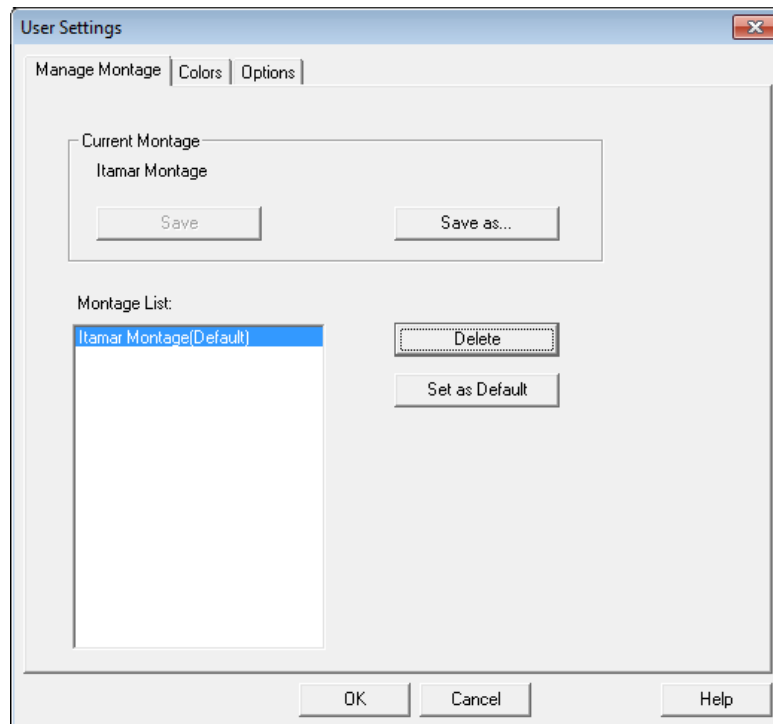 User Settings
Manage Montage Colors Options
Current Montage
Itamar Montage
Save Save as...
Montage List:
Itamar Montage(Default)
Delete
Set as Default
OK Cancel Help